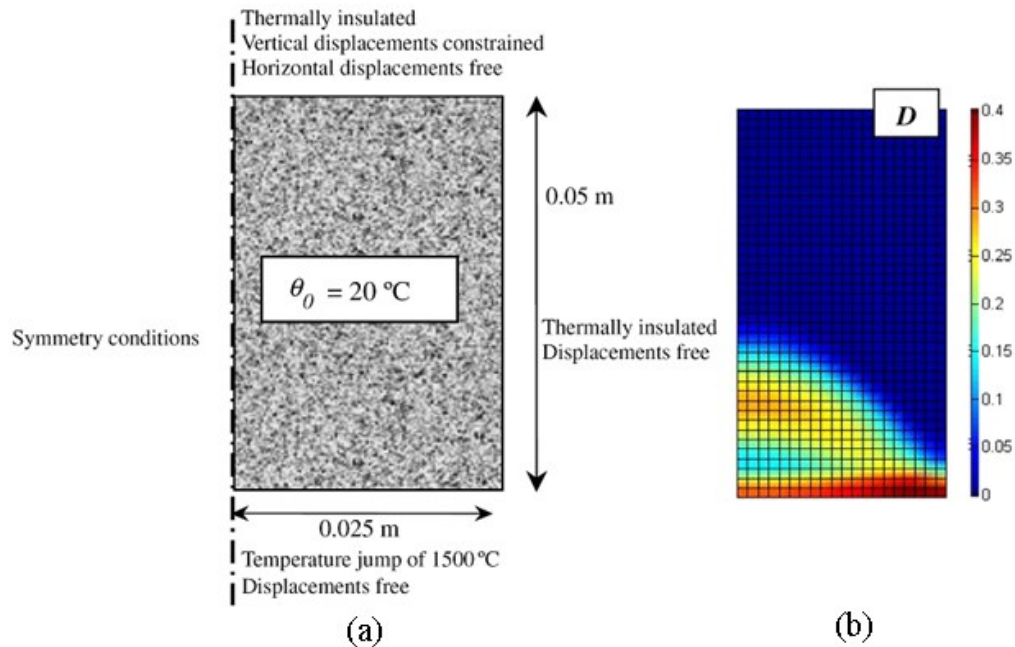 Thermally insulated
Vertical displacements constrained
Horizontal displacements free
θ0 = 20 ºC
0.05 m
Symmetry conditions
Thermally insulated
Displacements free
0.025 m
Temperature jump of 1500 ºC
Displacements free
(a)
D
0.4
0.35
0.3
0.25
0.2
0.15
0.1
0.05
0
(b)